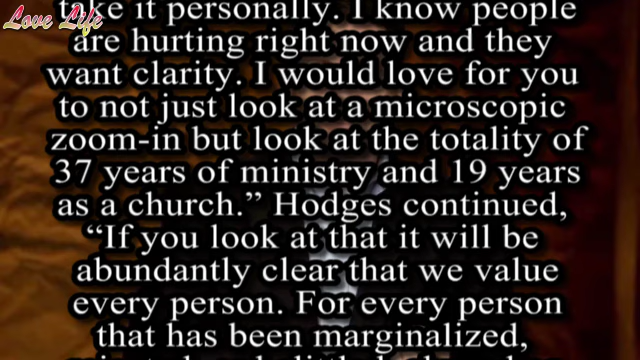 Love Life
take it personally. I know people
are hurting right now and they
want clarity. I would love for you
to not just look at a microscopic
zoom-in but look at the totality of
37 years of ministry and 19 years
as a church.” Hodges continued,
“If you look at that it will be
abundantly clear that we value
every person. For every person
that has been marginalized,